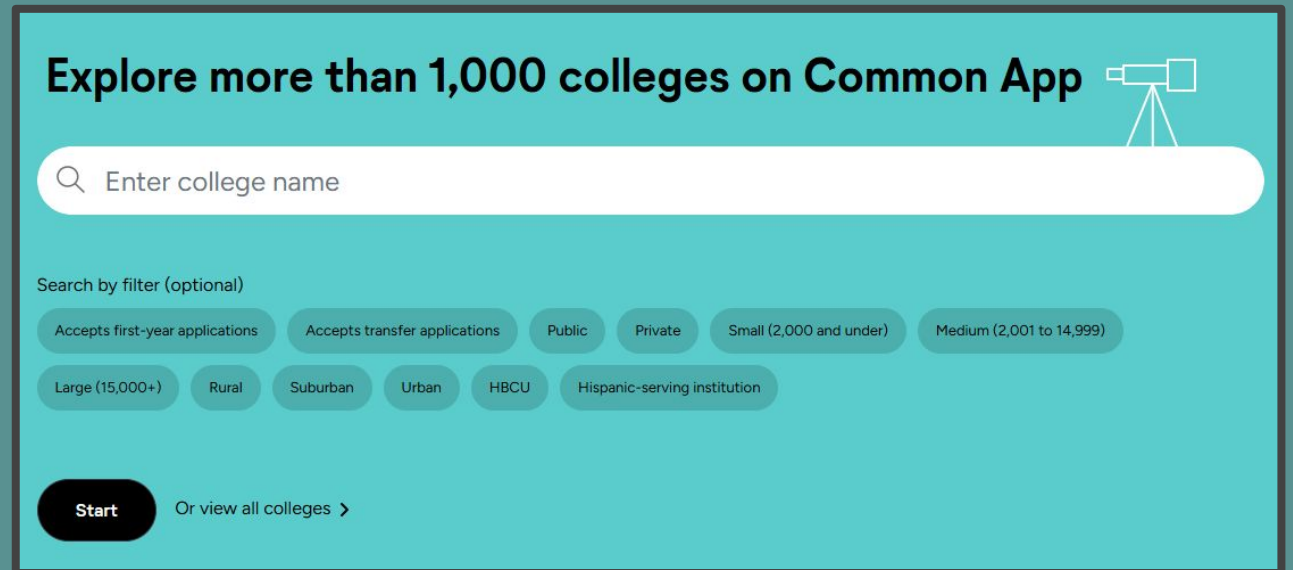 Explore more than 1,000 colleges on Common App
Enter college name
Search by filter (optional)
Accepts first-year applications Accepts transfer applications Public Private Small (2,000 and under) Medium (2,001 to 14,999)
Large (15,000+) Rural Suburban Urban HBCU Hispanic-serving institution
Start Or view all colleges